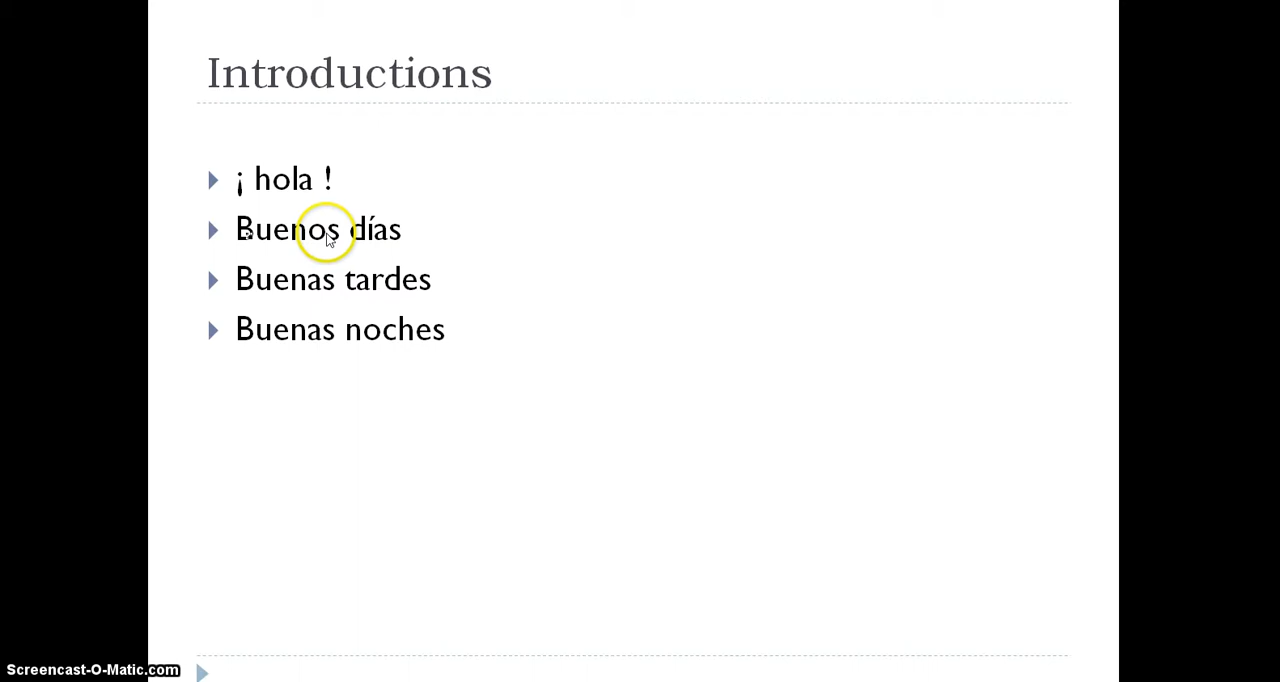 Introductions
¡ hola !
Buenos días
Buenas tardes
Buenas noches
Screencast-O-Matic.com